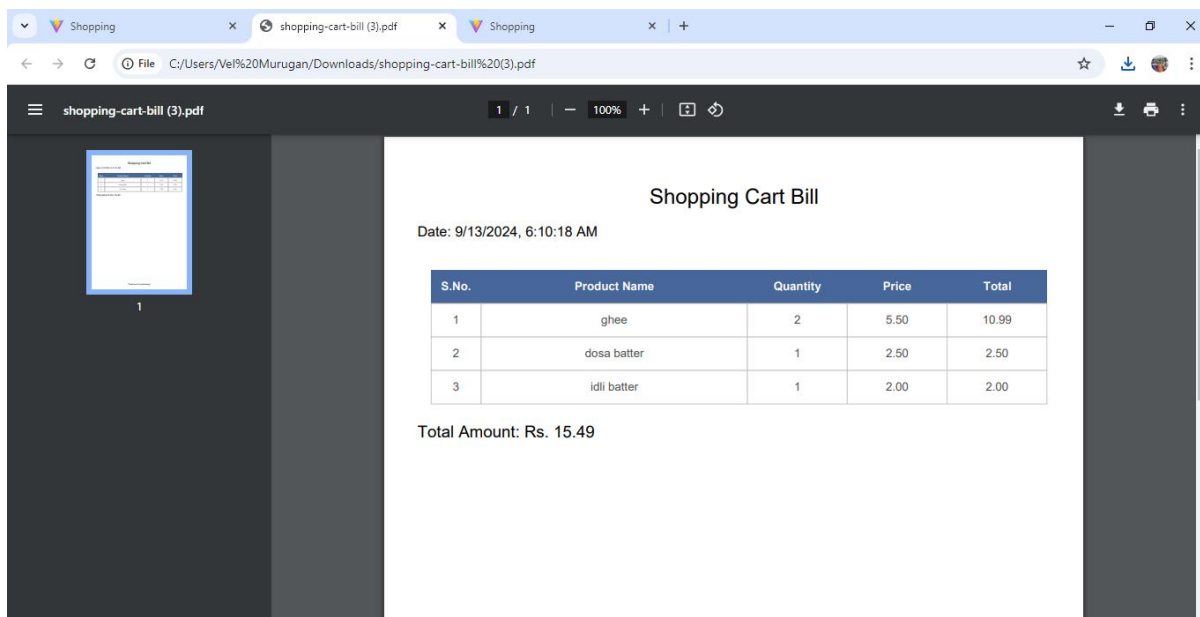 Shopping
shopping-cart-bill (3).pdf
Shopping
File C:/Users/Vel%20Murugan/Downloads/shopping-cart-bill%20(3).pdf
shopping-cart-bill (3).pdf
1 / 1
100%
1
Shopping Cart Bill
Date: 9/13/2024, 6:10:18 AM
S.No. Product Name Quantity Price Total
1 ghee 2 5.50 10.99
2 dosa batter 1 2.50 2.50
3 idli batter 1 2.00 2.00
Total Amount: Rs. 15.49